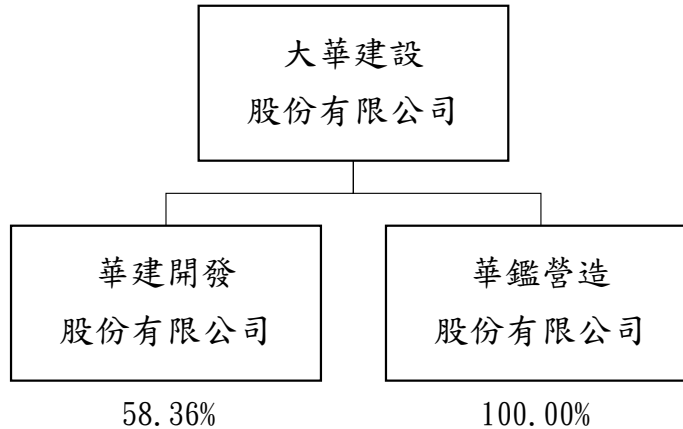 大華建設
股份有限公司
華建開發
股份有限公司
58.36%
華鑑營造
股份有限公司
100.00%